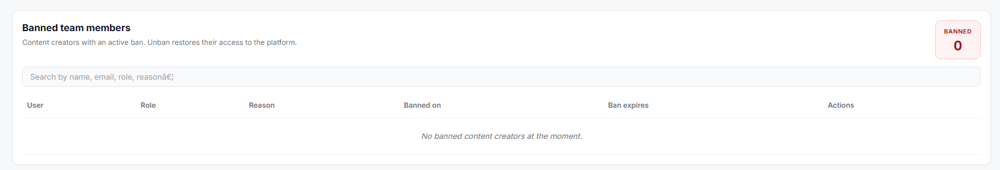 Banned team members
Content creators with an active ban. Unban restores their access to the platform.
BANNED
0
Search by name, email, role, reasonâ€¦
User Role Reason Banned on Ban expires Actions
No banned content creators at the moment.